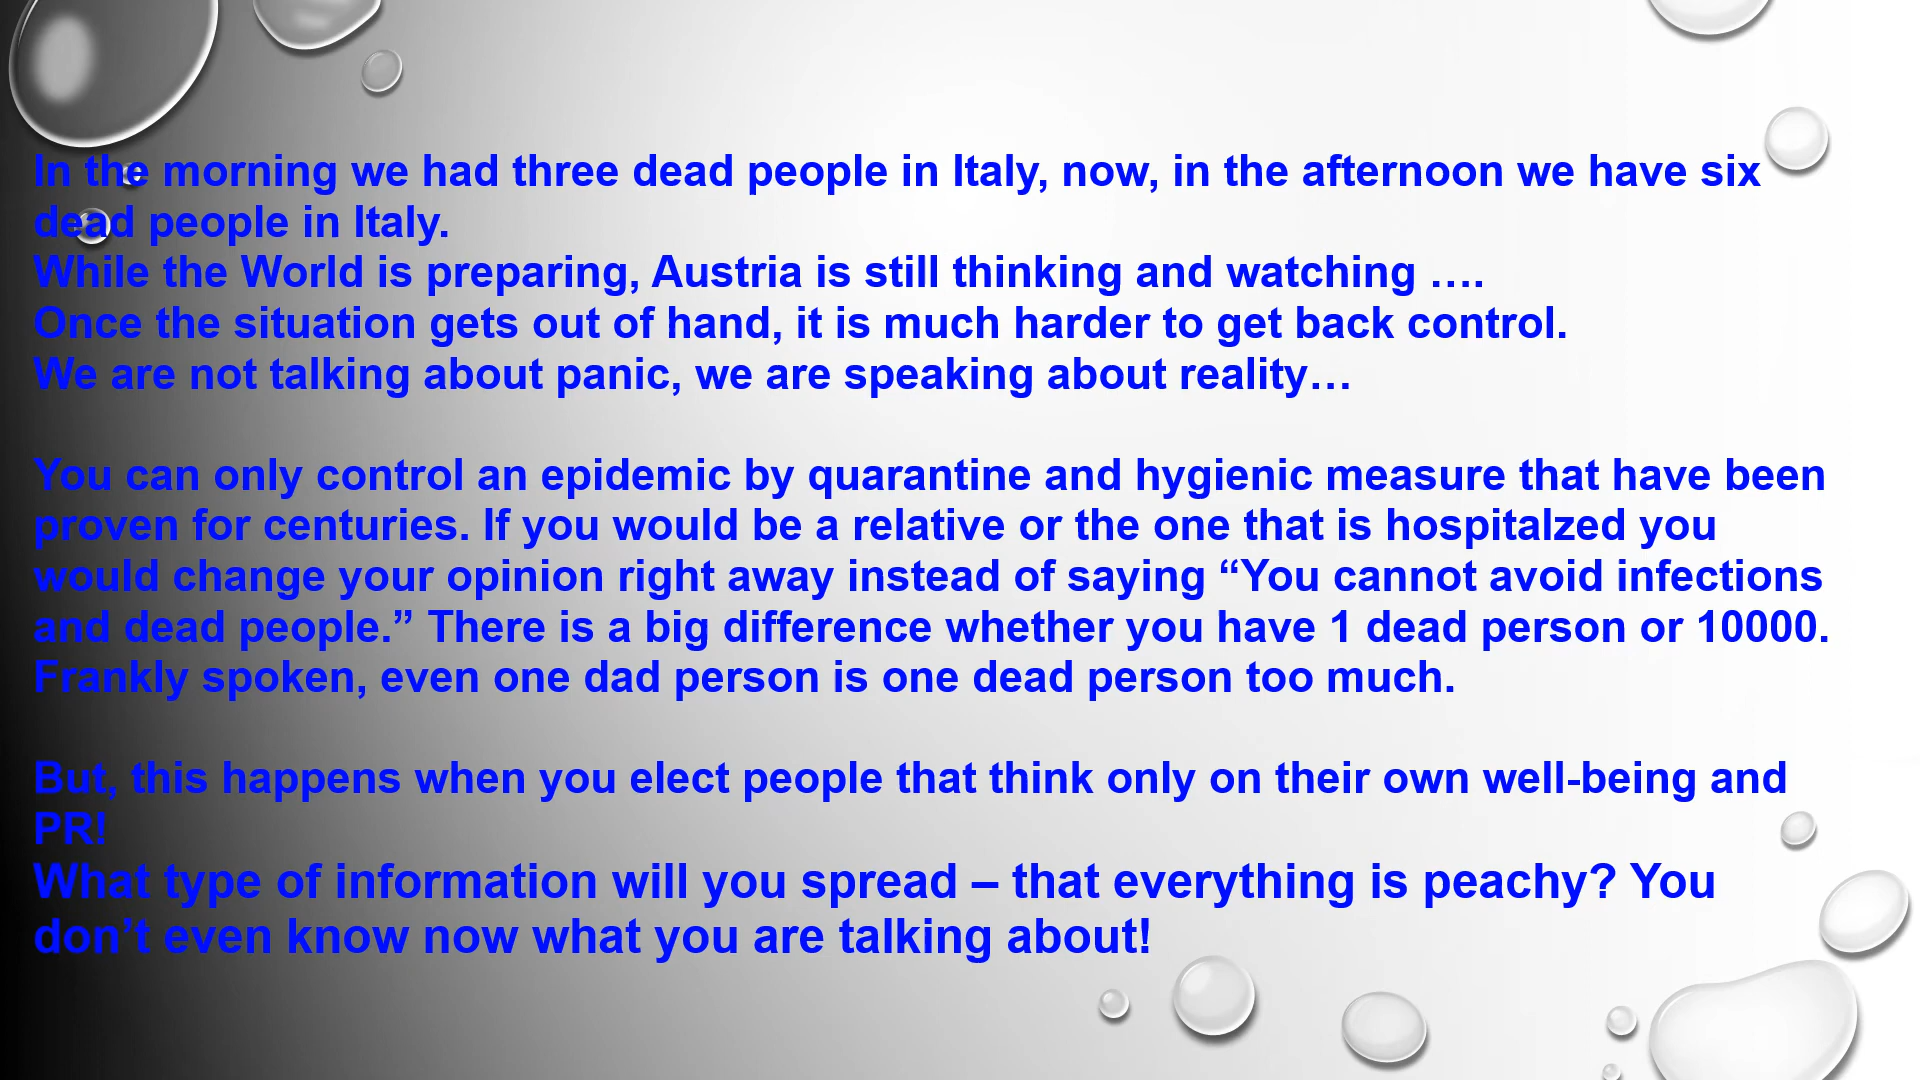 In the morning we had three dead people in Italy, now, in the afternoon we have six
dead people in Italy.
While the World is preparing, Austria is still thinking and watching ….
Once the situation gets out of hand, it is much harder to get back control.
We are not talking about panic, we are speaking about reality…
You can only control an epidemic by quarantine and hygienic measure that have been
proven for centuries. If you would be a relative or the one that is hospitalzed you
would change your opinion right away instead of saying “You cannot avoid infections
and dead people.” There is a big difference whether you have 1 dead person or 10000.
Frankly spoken, even one dad person is one dead person too much.
But, this happens when you elect people that think only on their own well-being and
PR!
What type of information will you spread – that everything is peachy? You
don’t even know now what you are talking about!